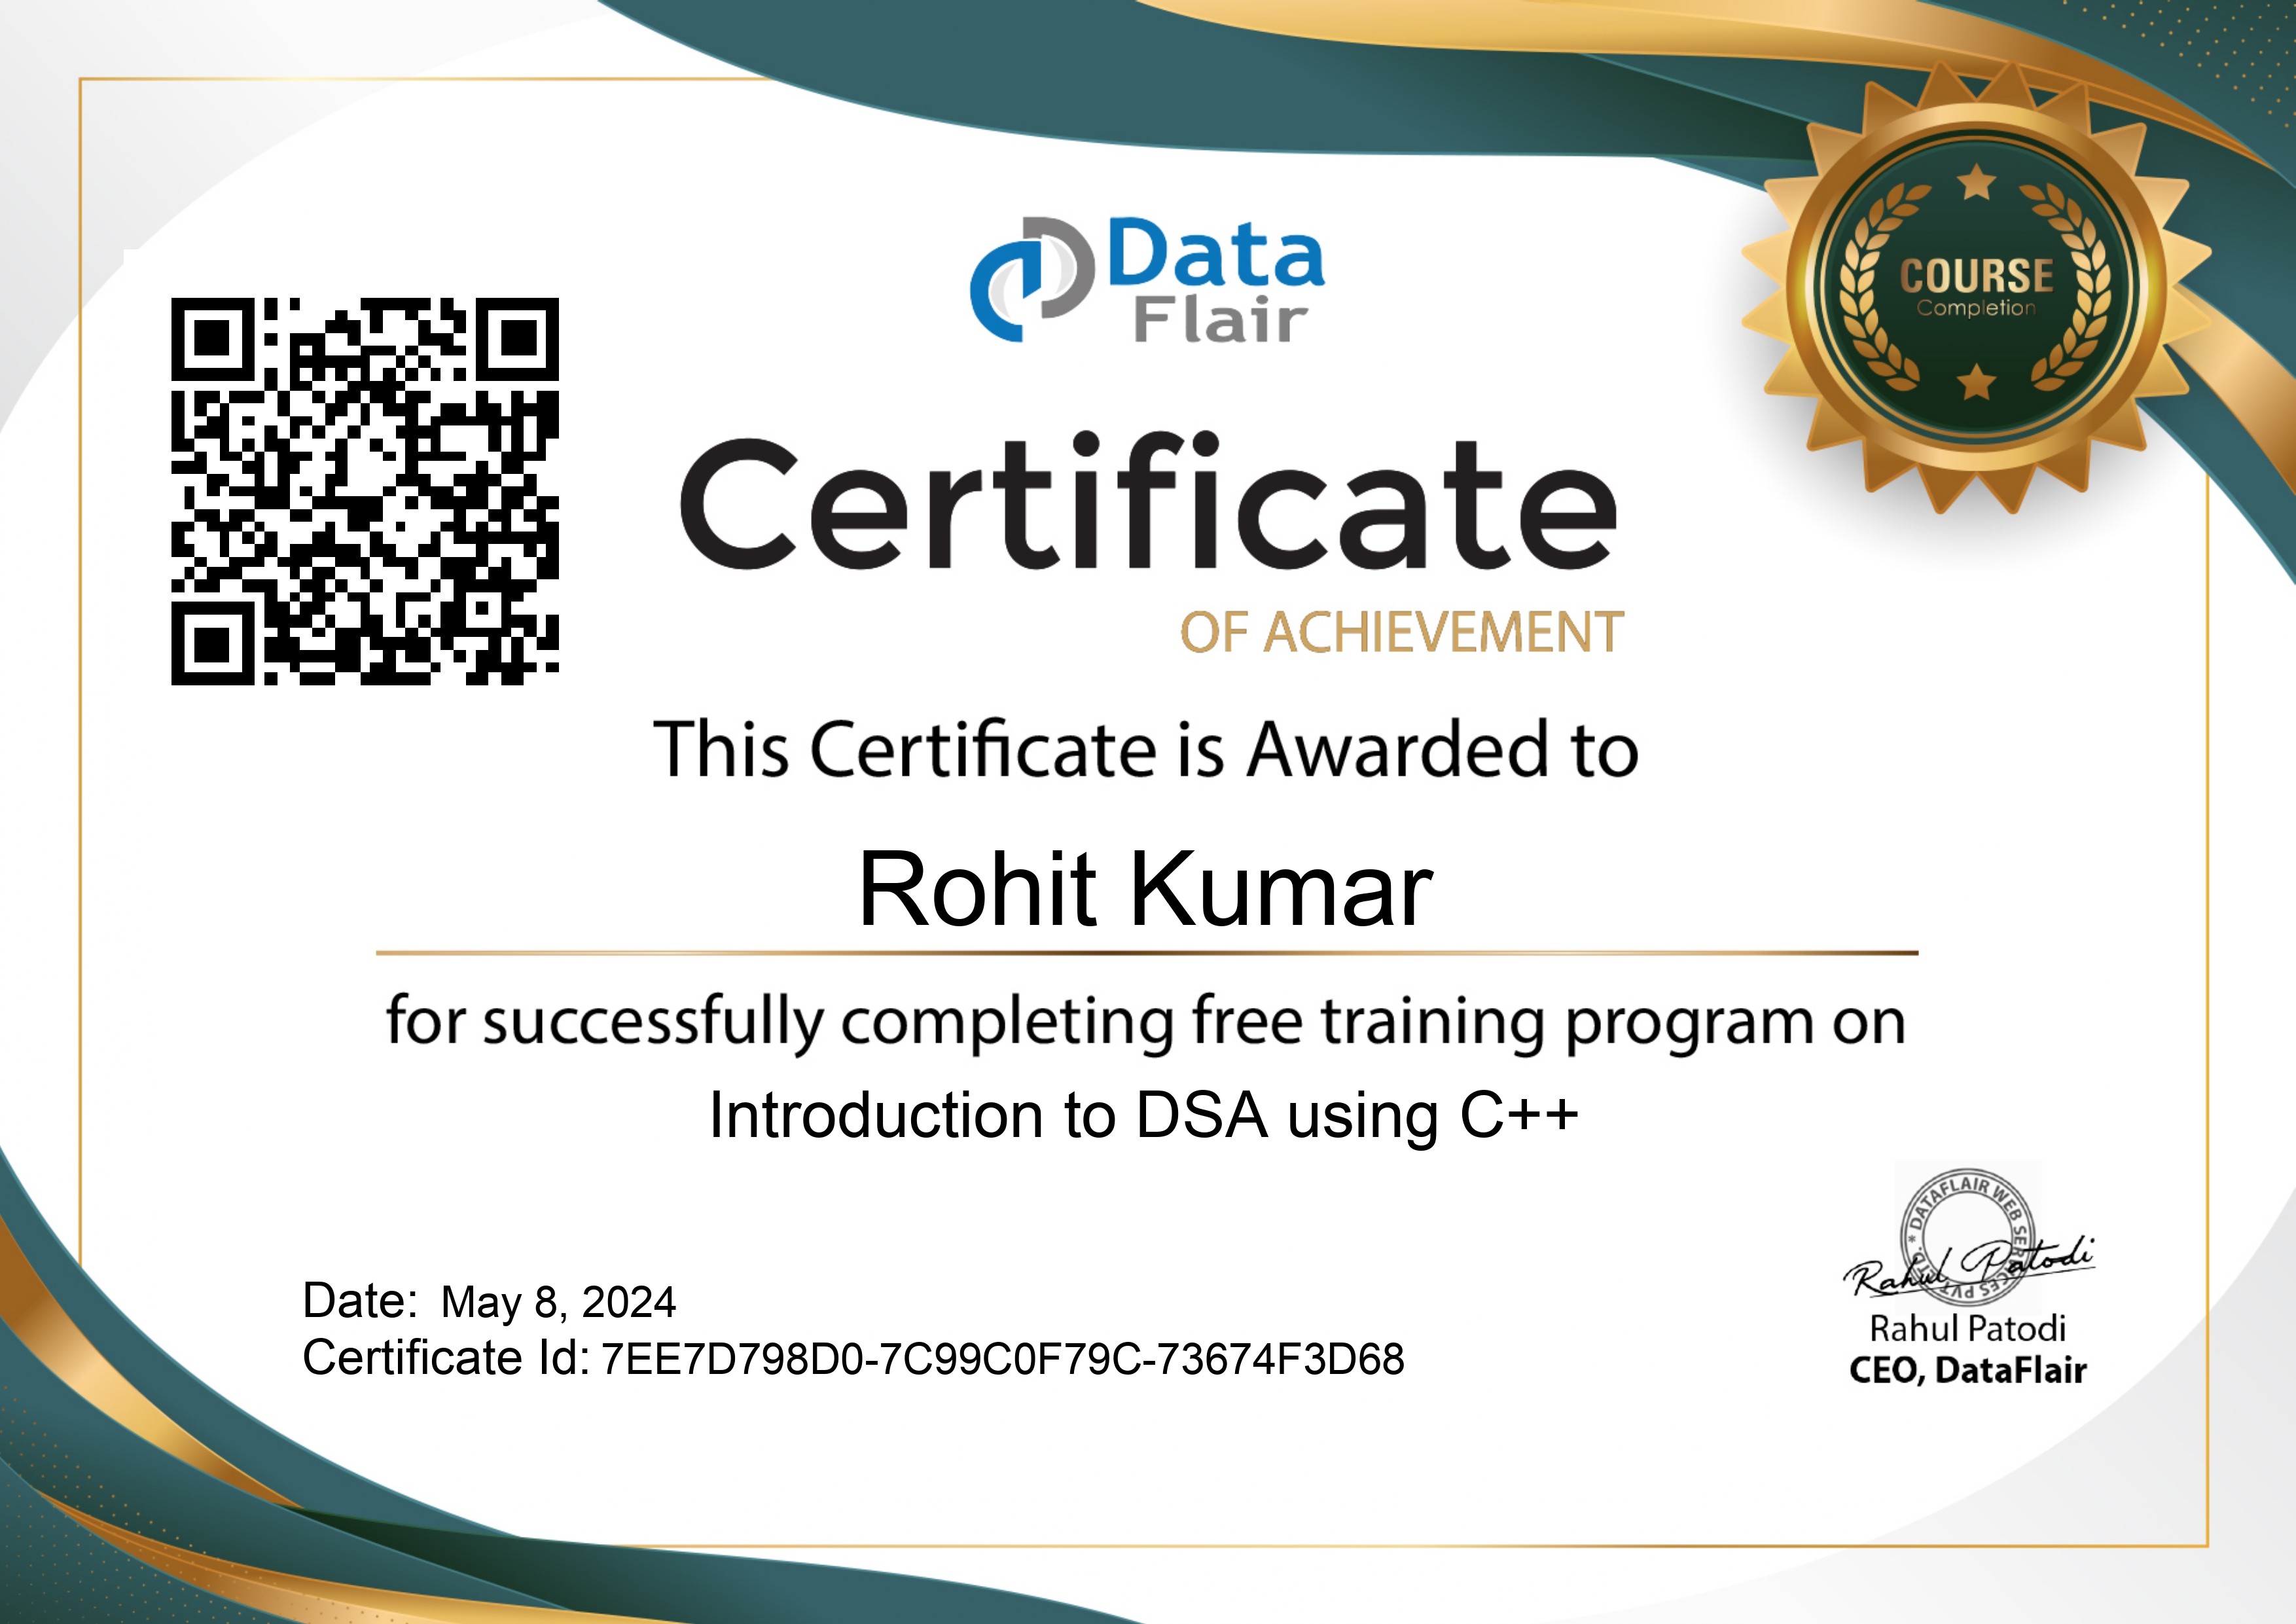 Data
Flair
COURSE
Completion
Certificate
OF ACHIEVEMENT
This Certificate is Awarded to
Rohit Kumar
for successfully completing free training program on
Introduction to DSA using C++
* DATAFLAIR WEB SERVICES PVT LTD.
Rahul Patodi
Rahul Patodi
CEO, DataFlair
Date: May 8, 2024
Certificate Id: 7EE7D798D0-7C99C0F79C-73674F3D68